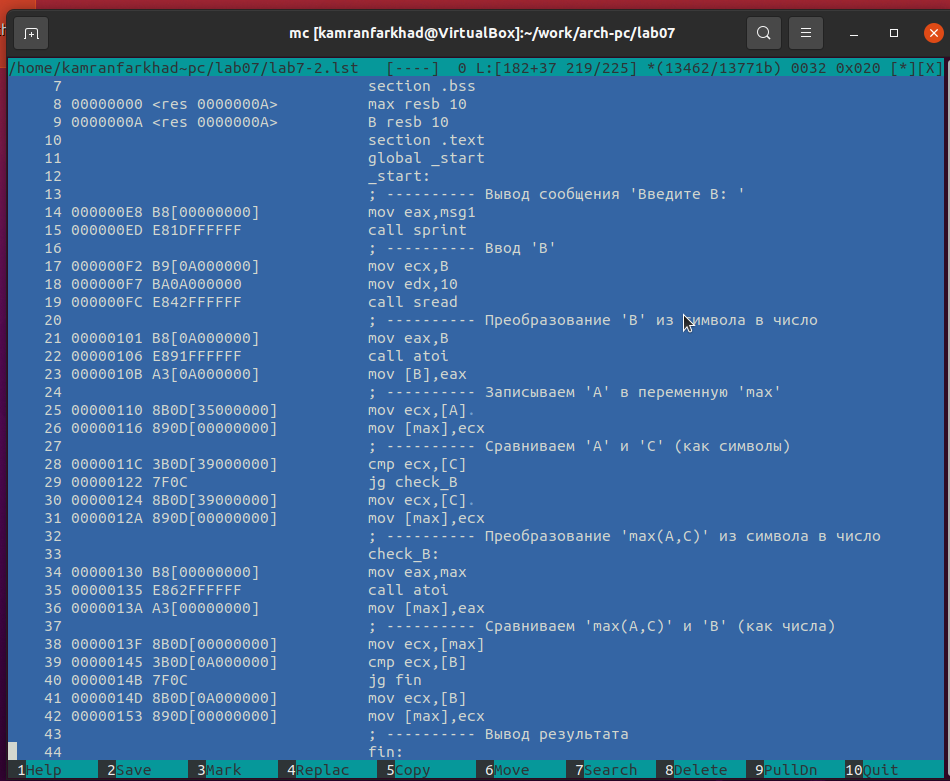 mc [kamranfarkhad@VirtualBox]:~/work/arch-pc/lab07
/home/kamranfarkhad~pc/lab07/lab7-2.lst   [----]  0 L:[182+37 219/225] *(13462/13771b) 0032 0x020 [*][X]
7 section .bss
8 00000000 <res 0000000A> max resb 10
9 0000000A <res 0000000A> B resb 10
10 section .text
11 global _start
12 _start:
13 ; ---------- Вывод сообщения 'Введите B: '
14 000000E8 B8[00000000] mov eax,msg1
15 000000ED E81DFFFFFF call sprint
16 ; ---------- Ввод 'B'
17 000000F2 B9[0A000000] mov ecx,B
18 000000F7 BA0A000000 mov edx,10
19 000000FC E842FFFFFF call sread
20 ; ---------- Преобразование 'B' из символа в число
21 00000101 B8[0A000000] mov eax,B
22 00000106 E891FFFFFF call atoi
23 0000010B A3[0A000000] mov [B],eax
24 ; ---------- Записываем 'A' в переменную 'max'
25 00000110 8B0D[35000000] mov ecx,[A].
26 00000116 890D[00000000] mov [max],ecx
27 ; ---------- Сравниваем 'A' и 'С' (как символы)
28 0000011C 3B0D[39000000] cmp ecx,[C]
29 00000122 7F0C jg check_B
30 00000124 8B0D[39000000] mov ecx,[C].
31 0000012A 890D[00000000] mov [max],ecx
32 ; ---------- Преобразование 'max(A,C)' из символа в число
33 check_B:
34 00000130 B8[00000000] mov eax,max
35 00000135 E862FFFFFF call atoi
36 0000013A A3[00000000] mov [max],eax
37 ; ---------- Сравниваем 'max(A,C)' и 'B' (как числа)
38 0000013F 8B0D[00000000] mov ecx,[max]
39 00000145 3B0D[0A000000] cmp ecx,[B]
40 0000014B 7F0C jg fin
41 0000014D 8B0D[0A000000] mov ecx,[B]
42 00000153 890D[00000000] mov [max],ecx
43 ; ---------- Вывод результата
44 fin:
1Help 2Save 3Mark 4Replac 5Copy 6Move 7Search 8Delete 9PullDn 10Quit